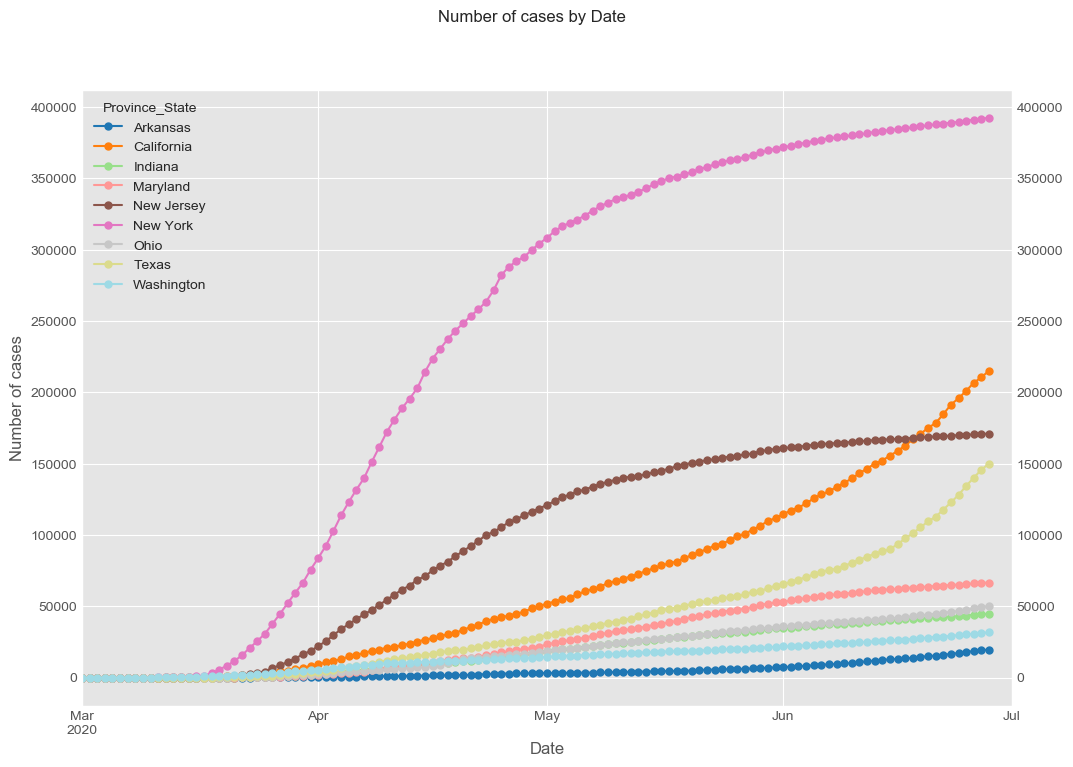 Number of cases by Date
Province_State
Arkansas
California
Indiana
Maryland
New Jersey
New York
Ohio
Texas
Washington
Number of cases
400000
350000
300000
250000
200000
150000
100000
50000
0
400000
350000
300000
250000
200000
150000
100000
50000
0
Mar
2020
Apr
May
Jun
Jul
Date